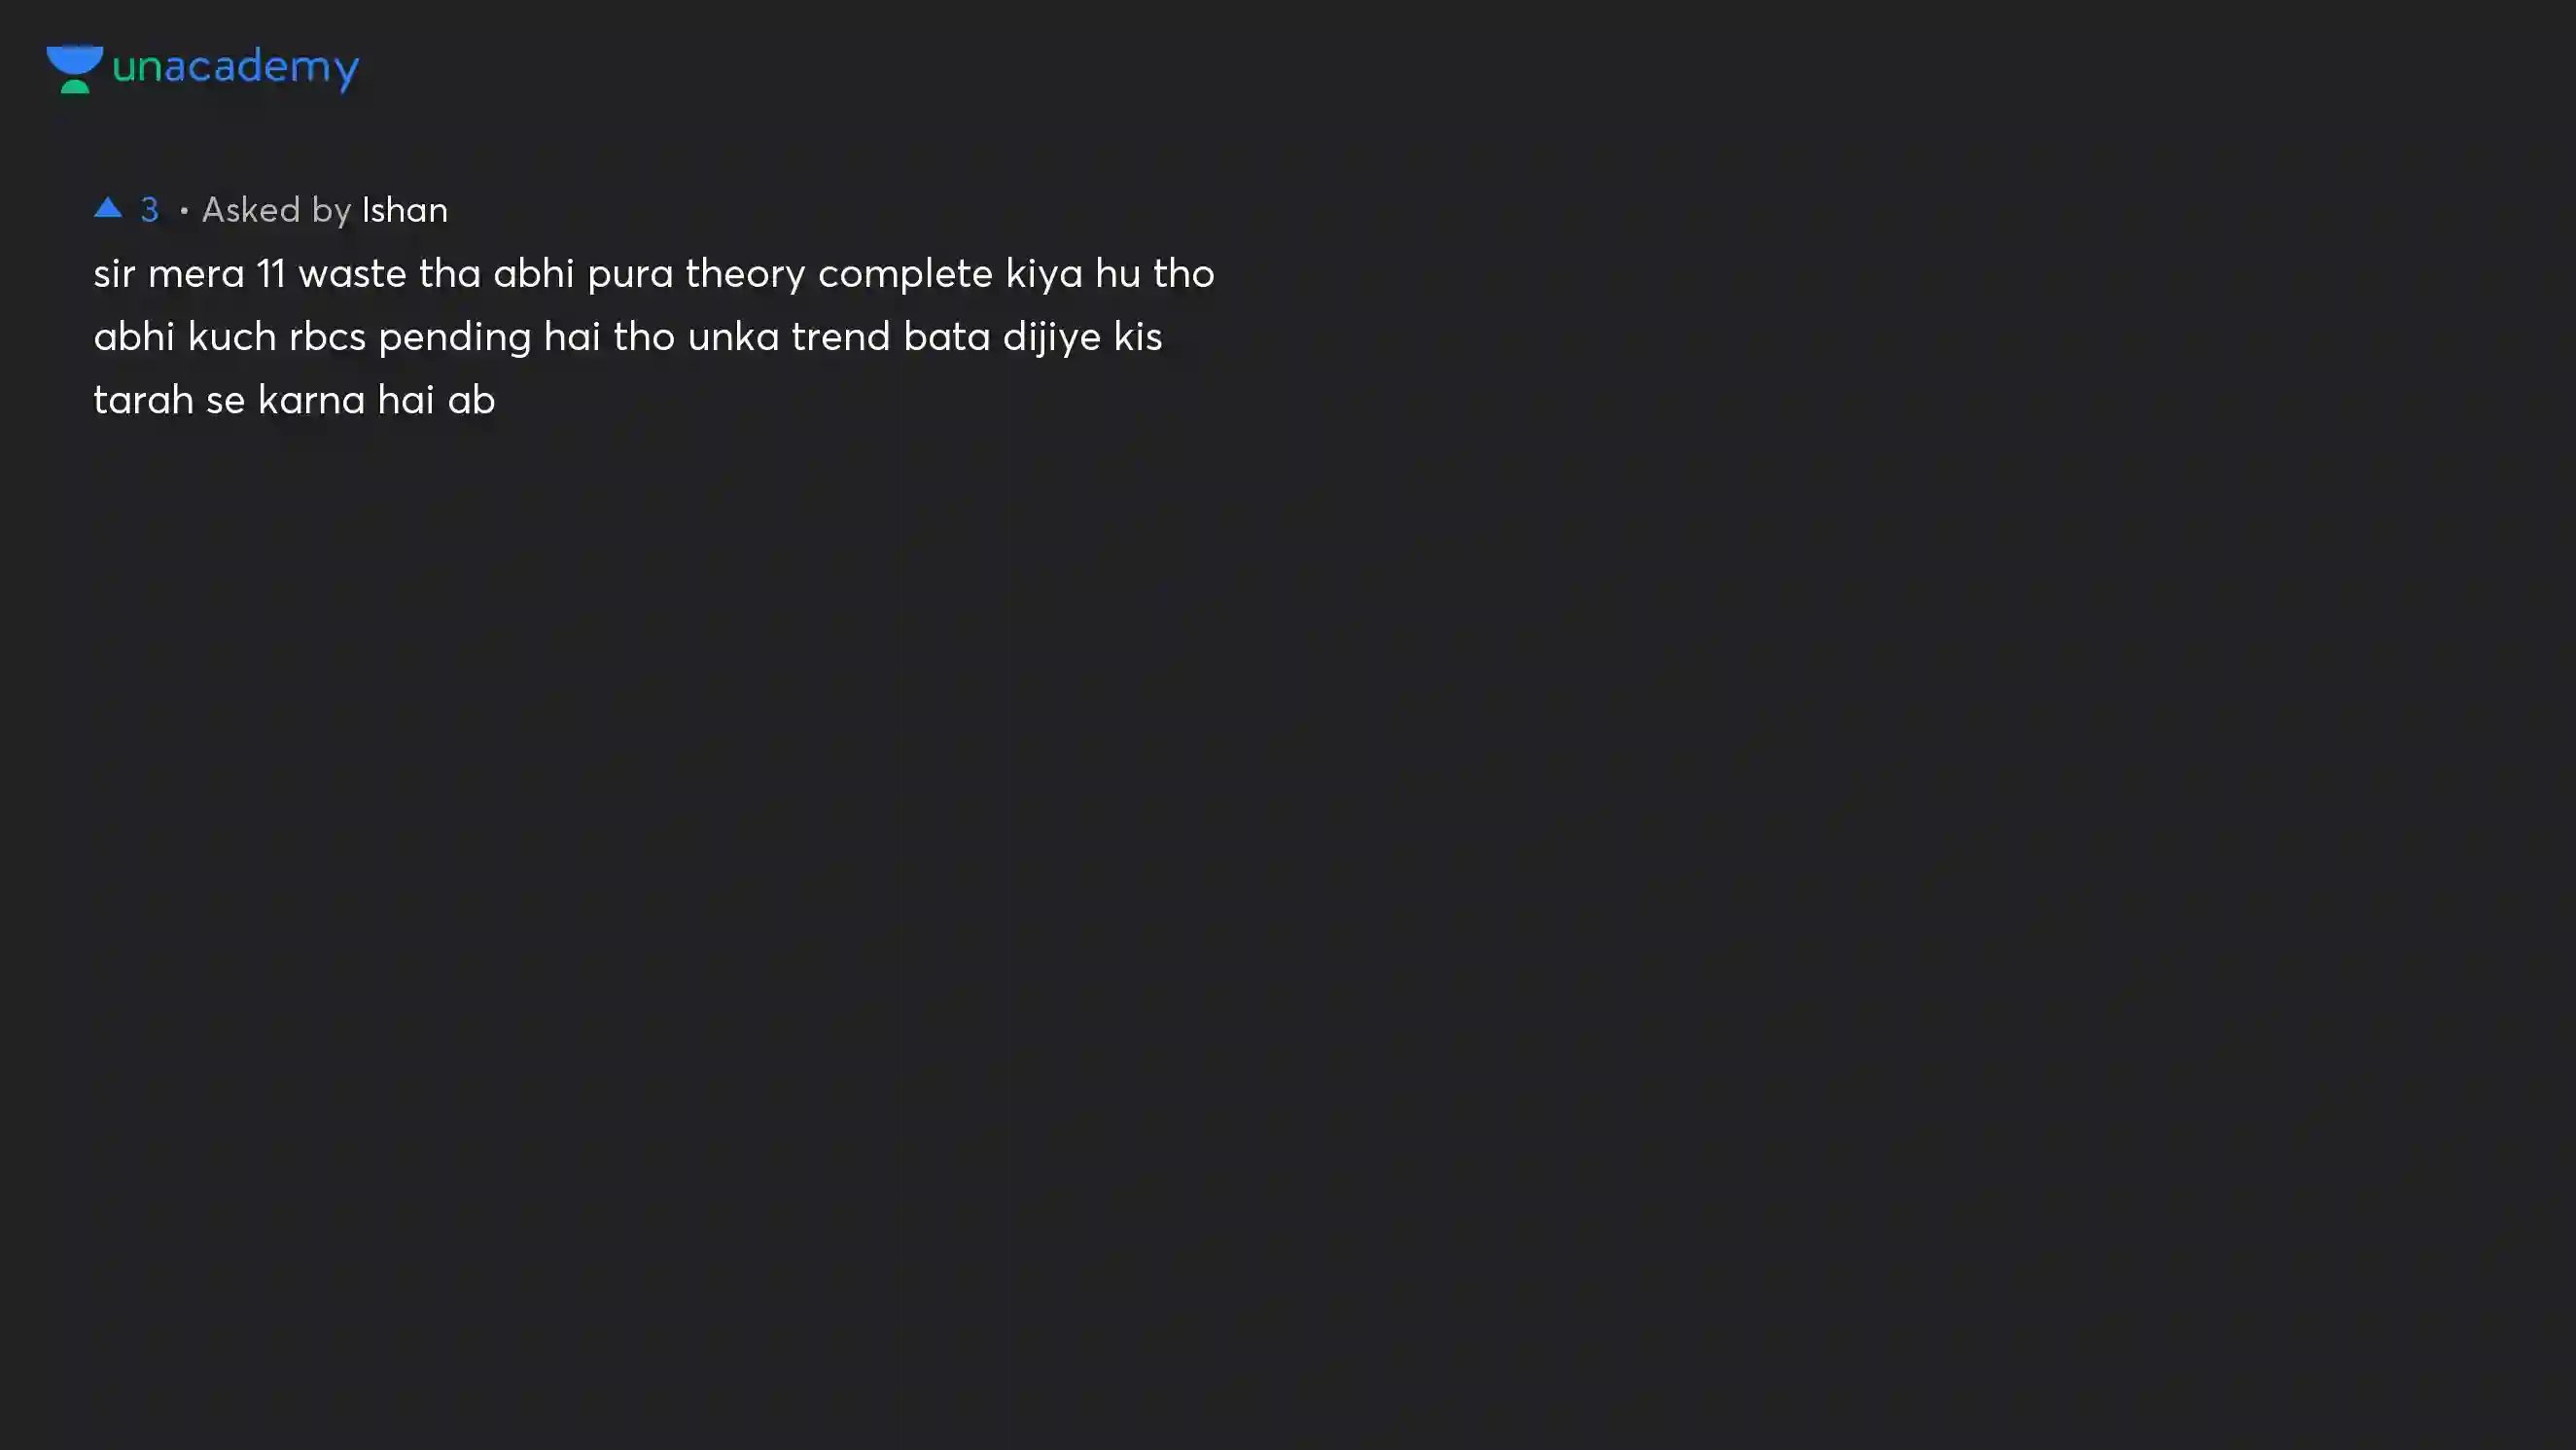 unacademy
▲ 3 • Asked by Ishan
sir mera 11 waste tha abhi pura theory complete kiya hu tho
abhi kuch rbcs pending hai tho unka trend bata dijiye kis
tarah se karna hai ab